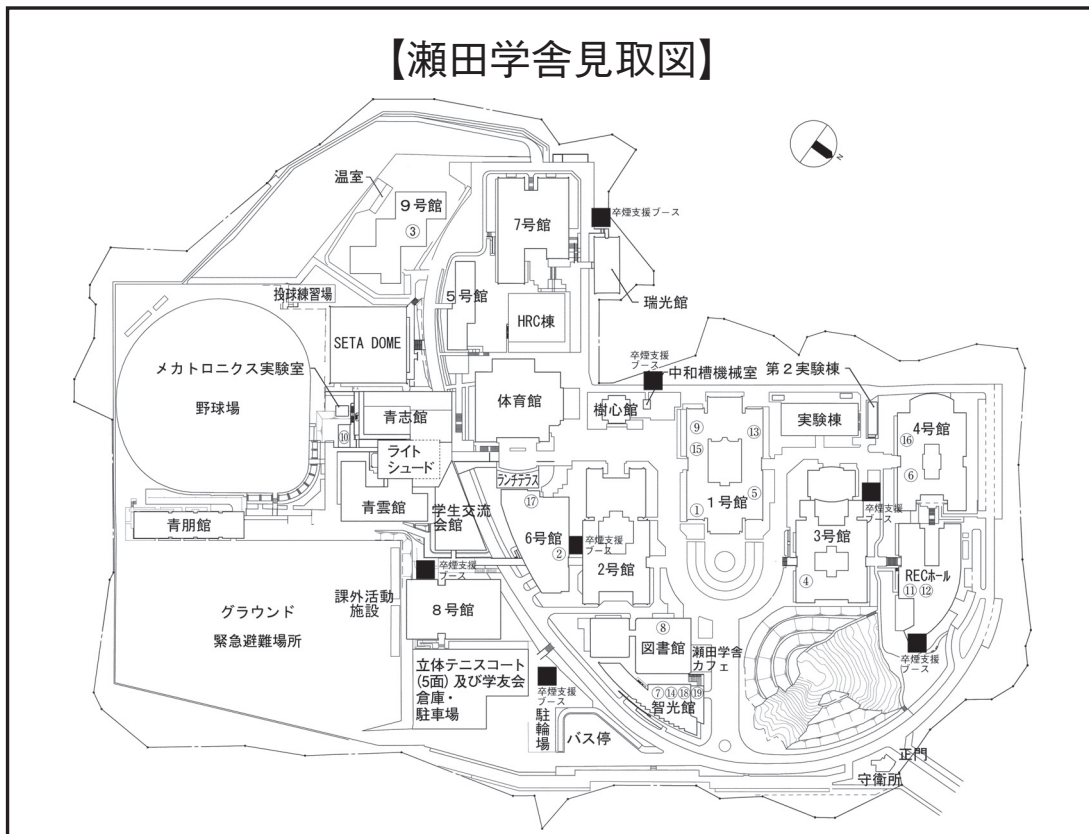 【瀬田学舎見取図】
N
温室
9号館
③
7号館
卒煙支援ブース
瑞光館
投球練習場
5号館
HRC棟
SETA DOME
メカトロニクス実験室
野球場
⑩
青志館
体育館
卒煙支援
ブース
中和槽機械室
樹心館
第2実験棟
実験棟
4号館
⑯
⑥
⑨
⑬
⑮
⑤
①
1号館
ライト
シュード
ランチテラス
⑰
青雲館
学生交流
会館
青朋館
6号館
②
卒煙支援
ブース
2号館
3号館
④
卒煙支援
ブース
RECホール
⑪⑫
卒煙支援
ブース
卒煙支援
ブース
課外活動
施設
8号館
グラウンド
緊急避難場所
⑧
図書館
瀬田学舎
カフェ
⑦⑭⑱⑲
智光館
立体テニスコート
(5面)及び学友会
倉庫・
駐車場
卒煙支援
ブース
駐輪場
バス停
正門
守衛所